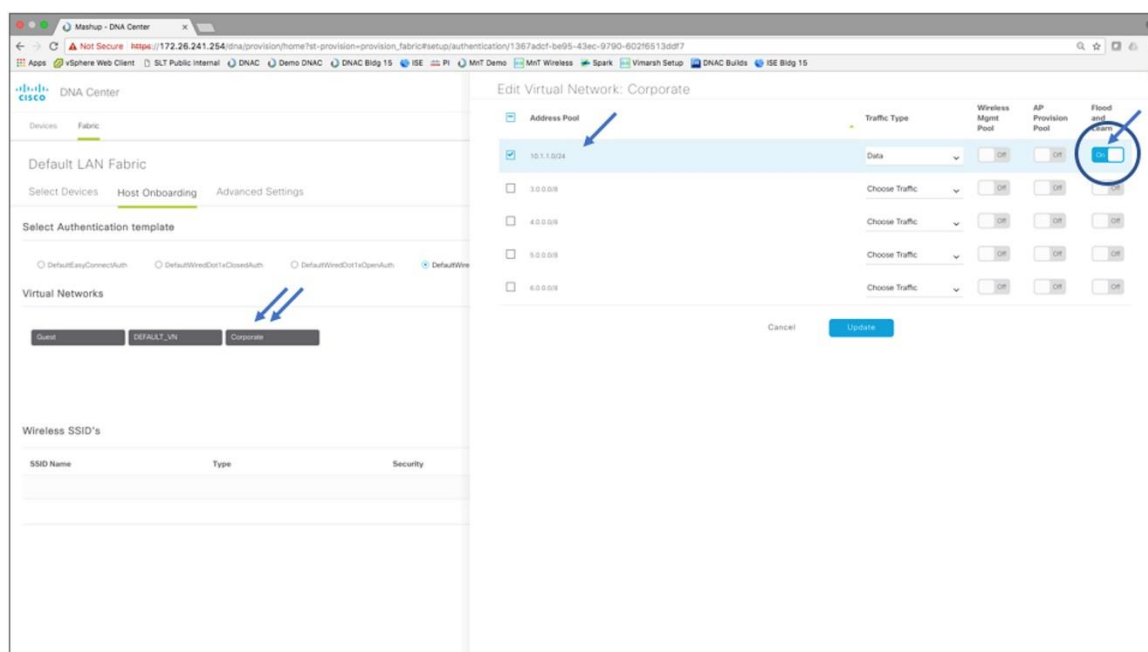 Mashup - DNA Center
Not Secure https://172.26.241.254/dna/provision/home?st-provision=provision_fabric#setup/authentication/1367adcf-be95-43ec-9790-602f6513ddf7
Apps vSphere Web Client SLT Public Internal DNAC Demo DNAC DNAC Bldg 15 ISE PI MnT Demo MnT Wireless Spark Vimarsh Setup DNAC Builds ISE Bldg 15
CISCO DNA Center
Devices Fabric
Default LAN Fabric
Select Devices Host Onboarding Advanced Settings
Select Authentication template
DefaultEasyConnectAuth DefaultWiredDot1xClosedAuth DefaultWiredDot1xOpenAuth DefaultWire
Virtual Networks
Guest DEFAULT_VN Corporate
Wireless SSID's
SSID Name Type Security
Edit Virtual Network: Corporate
Address Pool Traffic Type Wireless Mgmt Pool AP Provision Pool Flood and Learn
10.1.1.0/24 Data Off Off On
3.0.0.0/8 Choose Traffic Off Off Off
4.0.0.0/8 Choose Traffic Off Off Off
5.0.0.0/8 Choose Traffic Off Off Off
6.0.0.0/8 Choose Traffic Off Off Off
Cancel Update